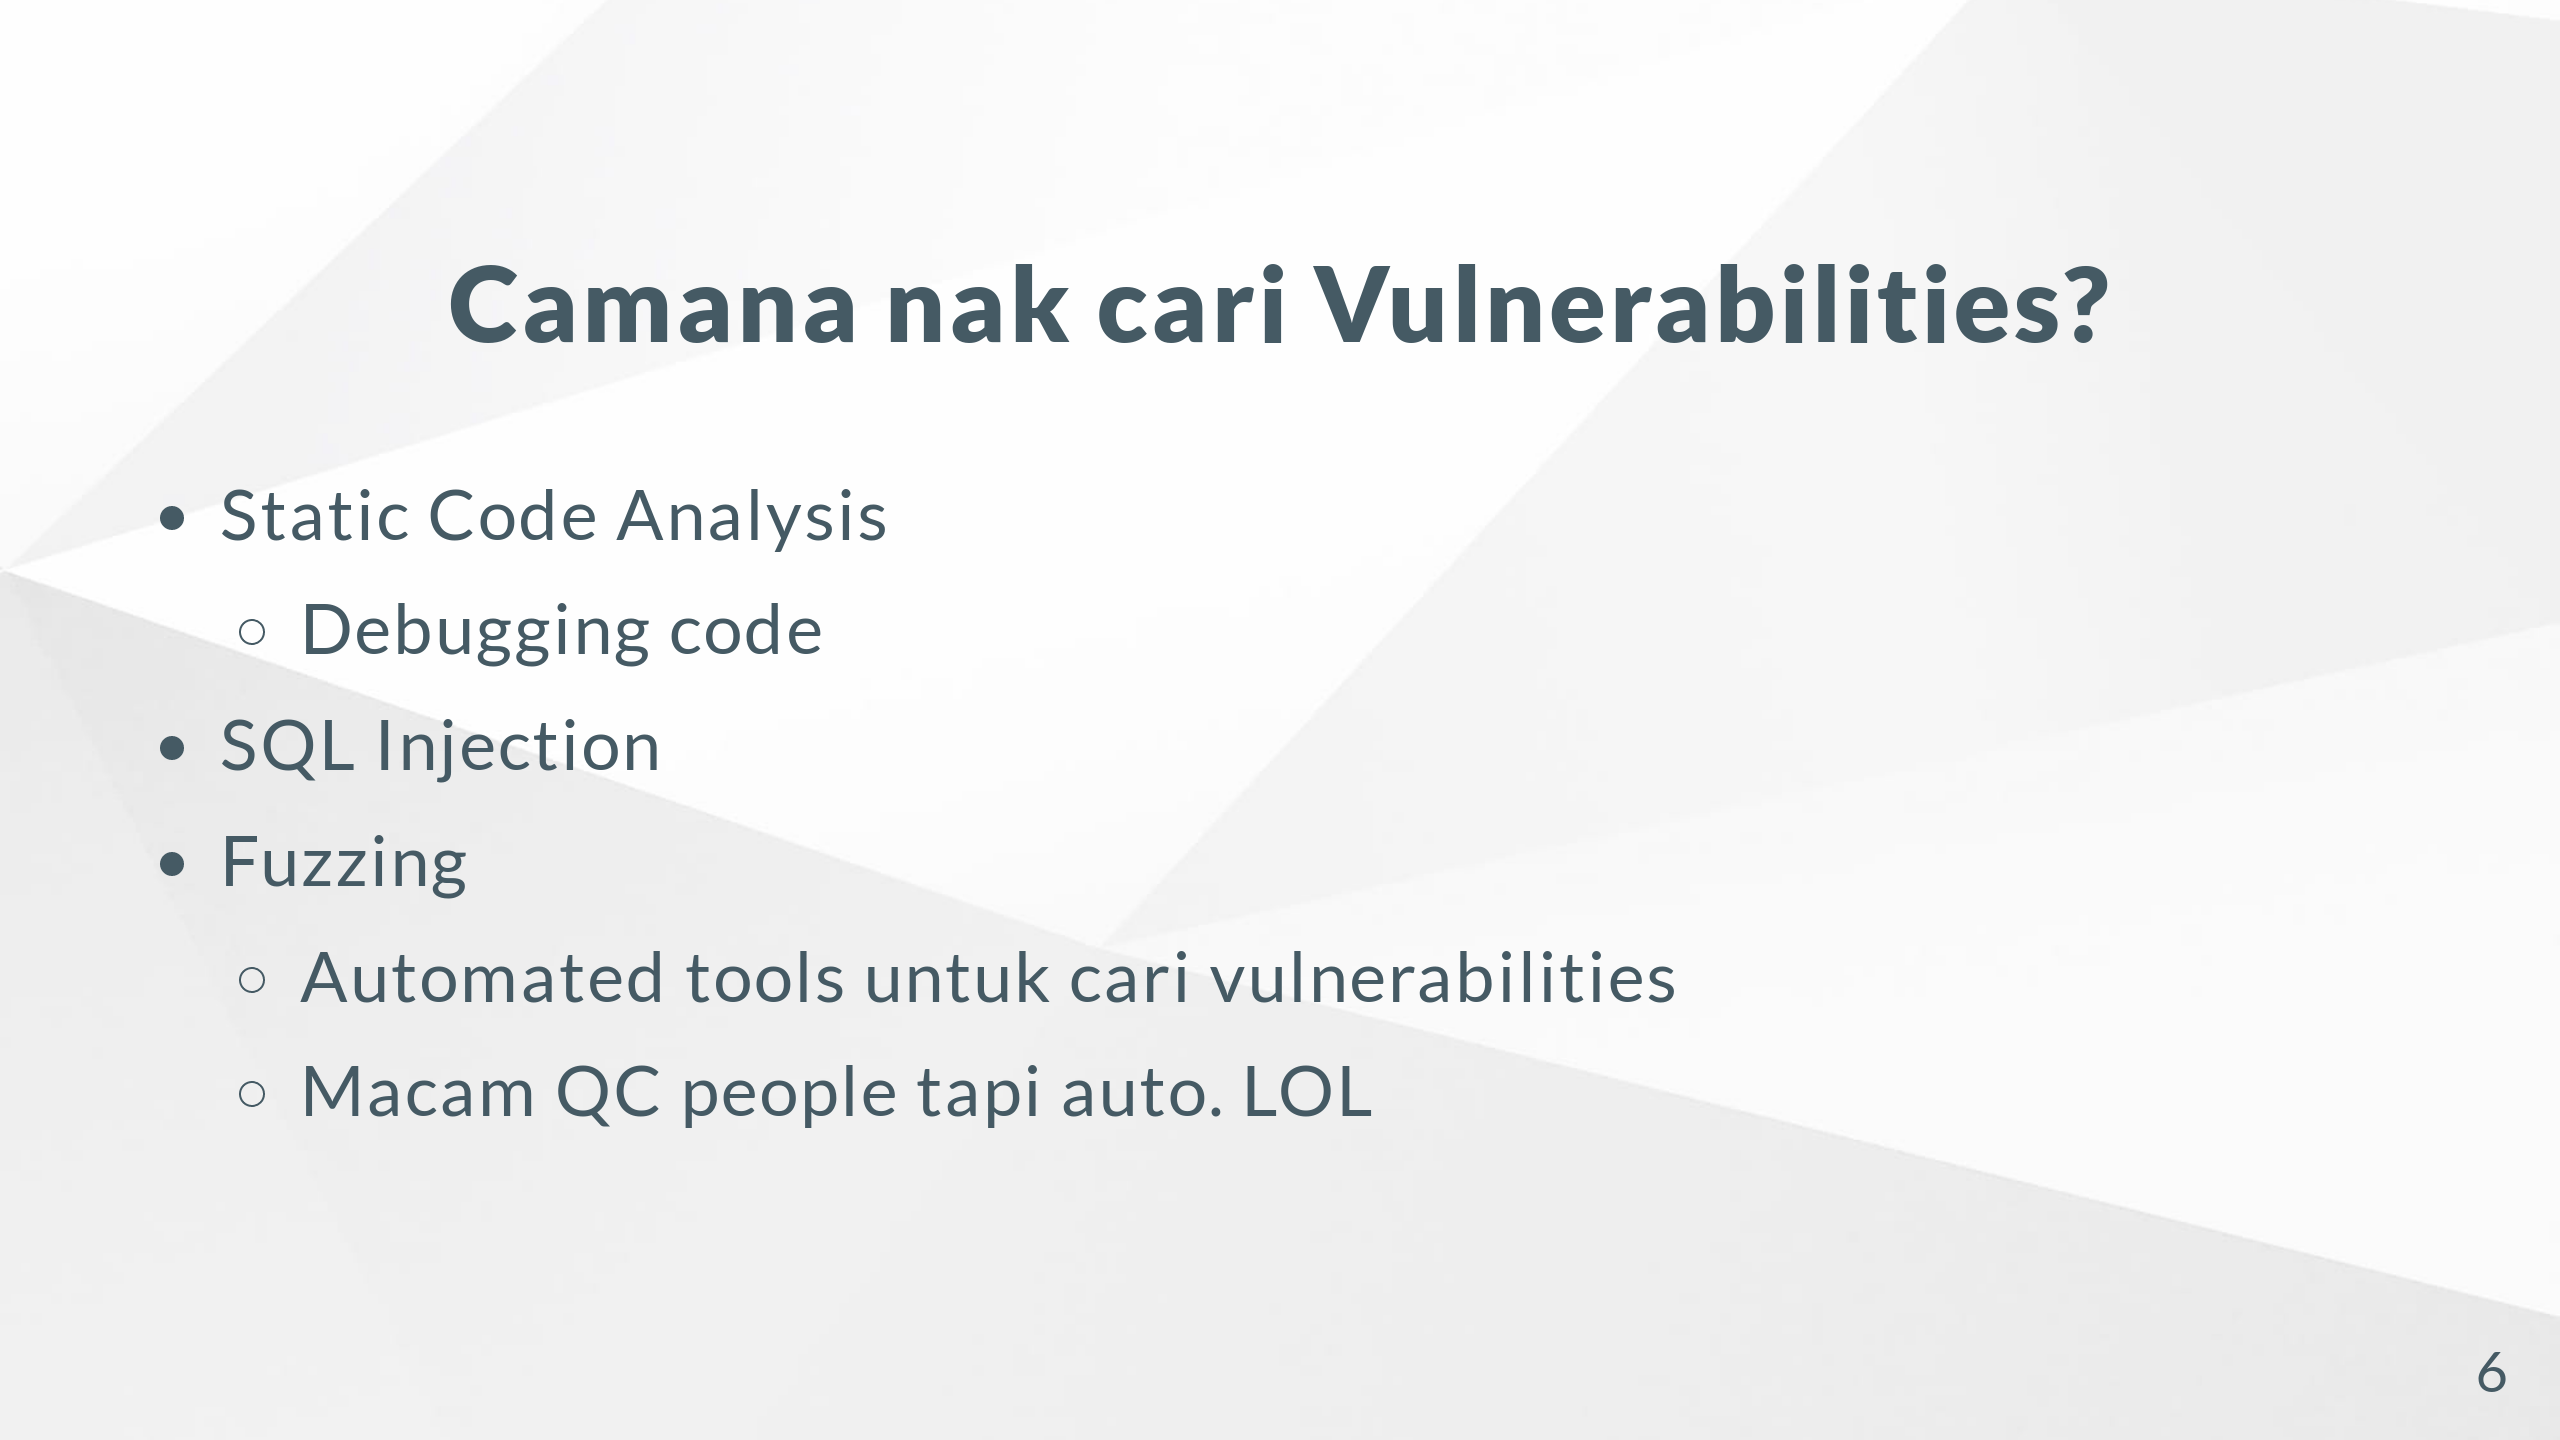 Camana nak cari Vulnerabilities?
• Static Code Analysis
○ Debugging code
• SQL Injection
• Fuzzing
○ Automated tools untuk cari vulnerabilities
○ Macam QC people tapi auto. LOL
6